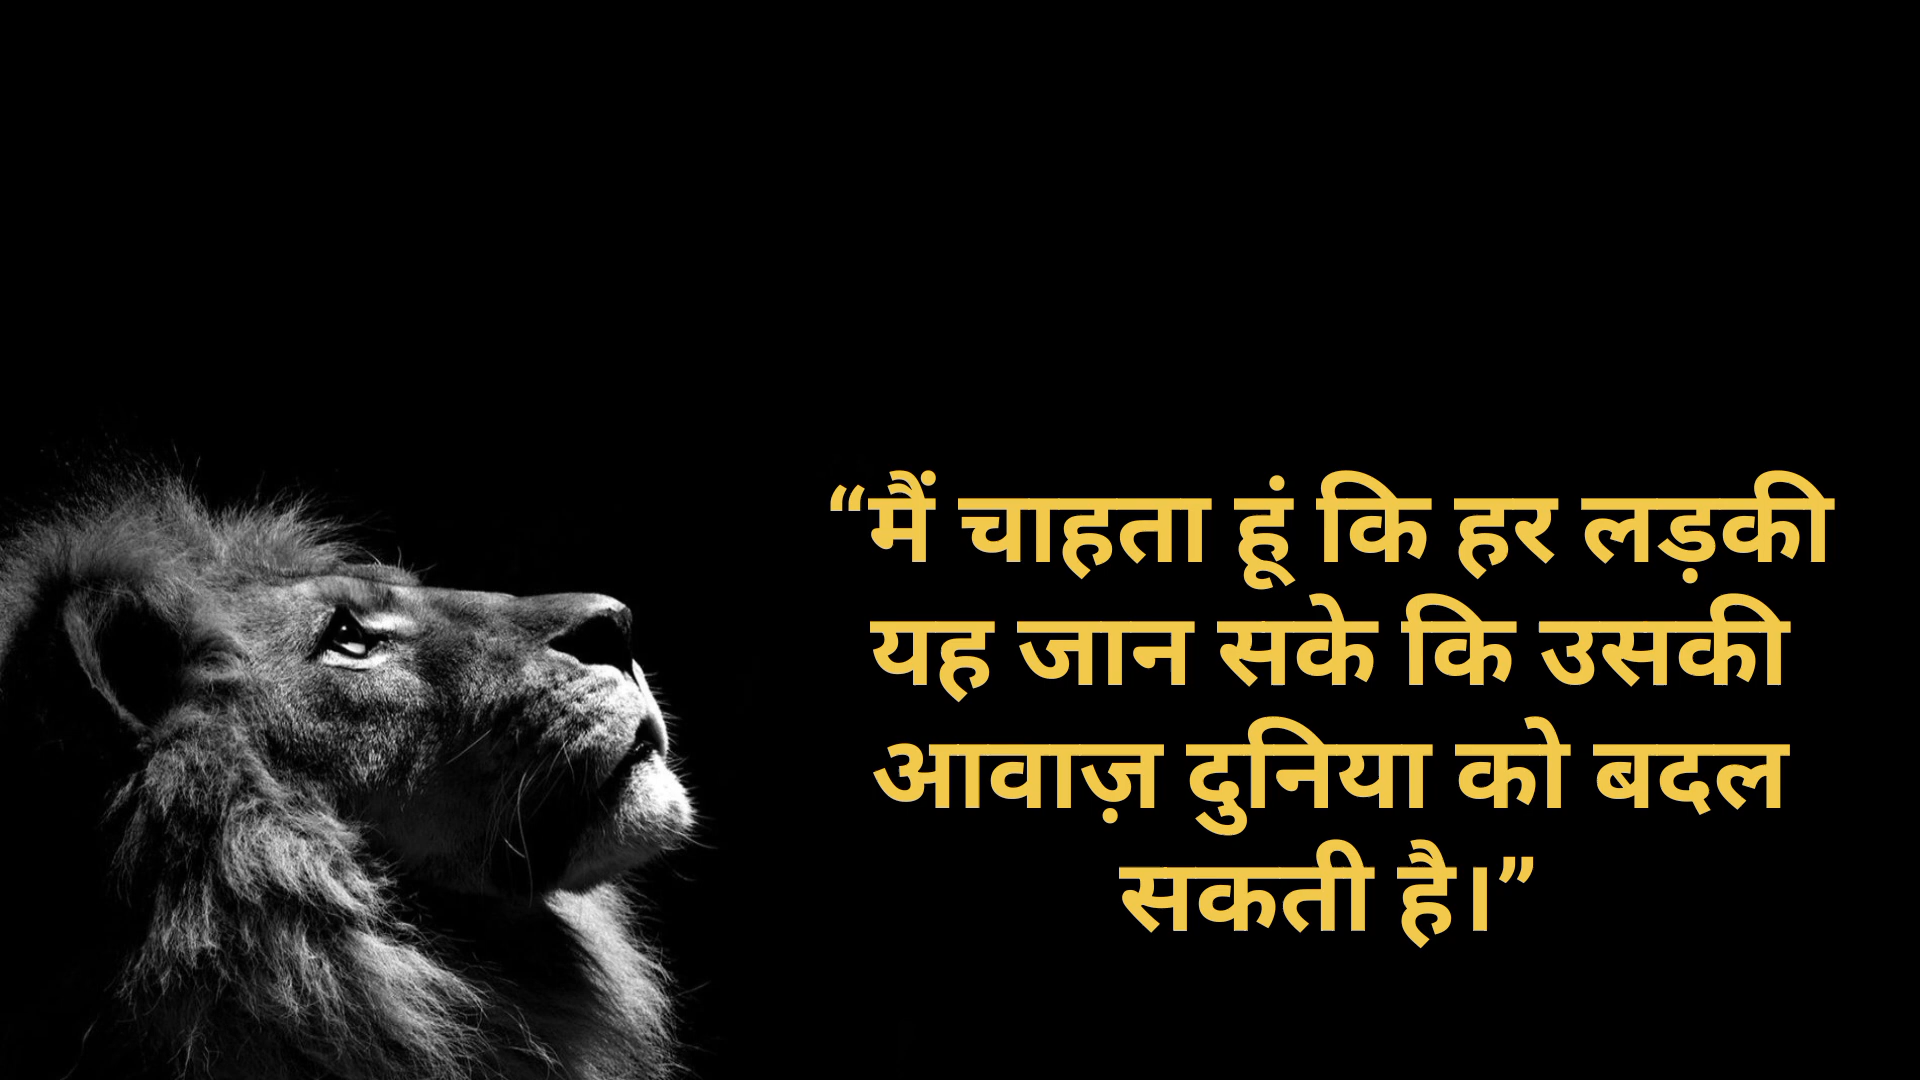 “मैं चाहता हूं कि हर लड़की
यह जान सके कि उसकी
आवाज़ दुनिया को बदल
सकती है।”